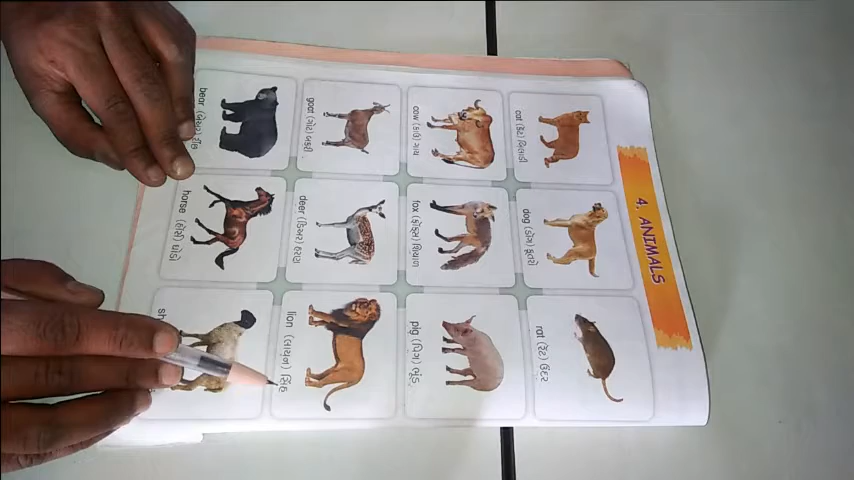 4. ANIMALS
cat (કેટ) બિલાડી
dog (ડોગ) કૂતરો
rat (રેટ) ઉંદર
cow (કાઉ) ગાય
fox (ફોક્સ) શિયાળ
pig (પિગ) ભૂંડ
goat (ગોટ) બકરી
deer (ડિઅર) હરણ
lion (લાયન) સિંહ
bear (બેઅર) રીંછ
horse (હોર્સ) ઘોડો